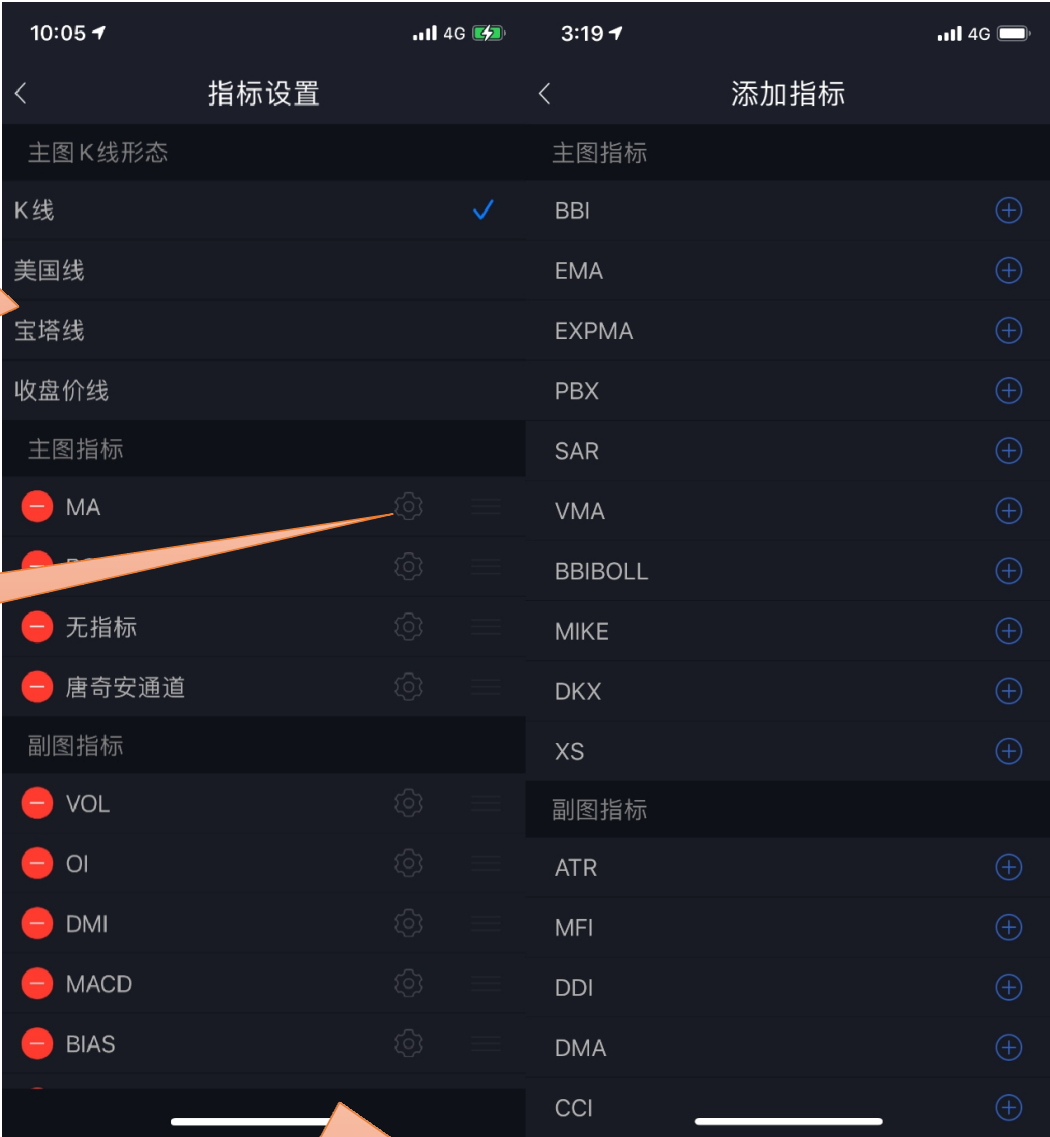 10:05
4G
指标设置
主图K线形态
K线
美国线
宝塔线
收盘价线
主图指标
MA
无指标
唐奇安通道
副图指标
VOL
OI
DMI
MACD
BIAS
3:19
4G
添加指标
主图指标
BBI
EMA
EXPMA
PBX
SAR
VMA
BBIBOLL
MIKE
DKX
XS
副图指标
ATR
MFI
DDI
DMA
CCI